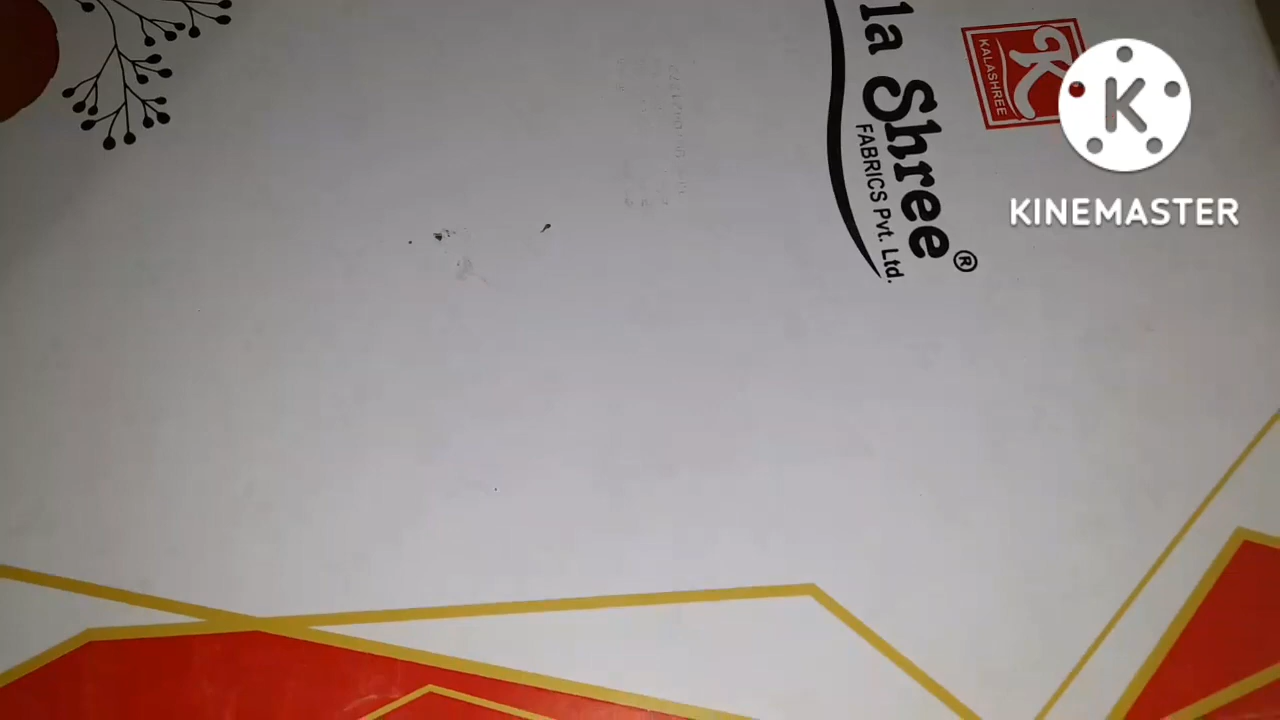 la Shree
FABRICS Pvt. Ltd.
®
K
KALASHREE
K
KINEMASTER